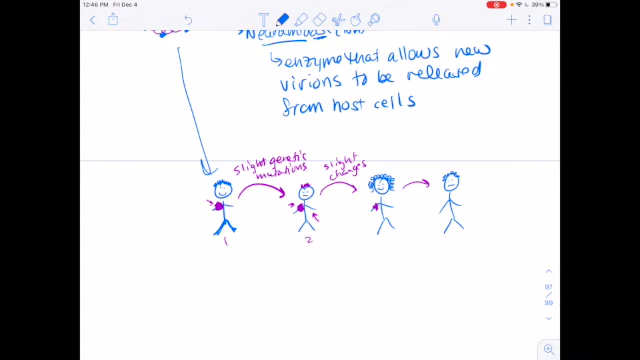 12:46 PM Fri Dec 4
39%
Neuraminidase (NA)
↳enzyme that allows new
virions to be released
from host cells
slight genetic
mutations
slight
changes
1
2
97
99